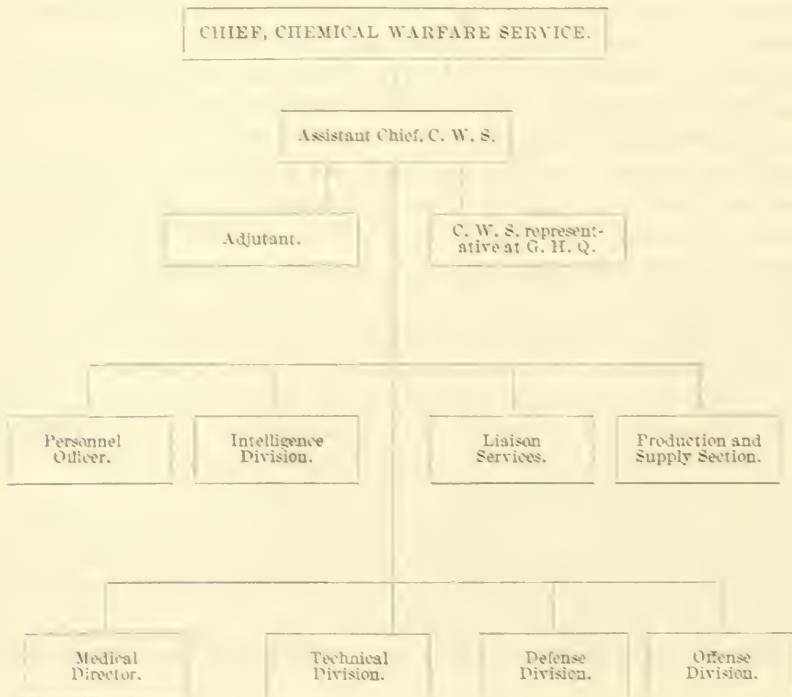 CHIEF, CHEMICAL WARFARE SERVICE.
Assistant Chief, C. W. S.
Adjutant.
C. W. S. represent-
ative at G. H. Q.
Personnel
Officer.
Intelligence
Division.
Liaison
Services.
Production and
Supply Section.
Medical
Director.
Technical
Division.
Defense
Division.
Offense
Division.